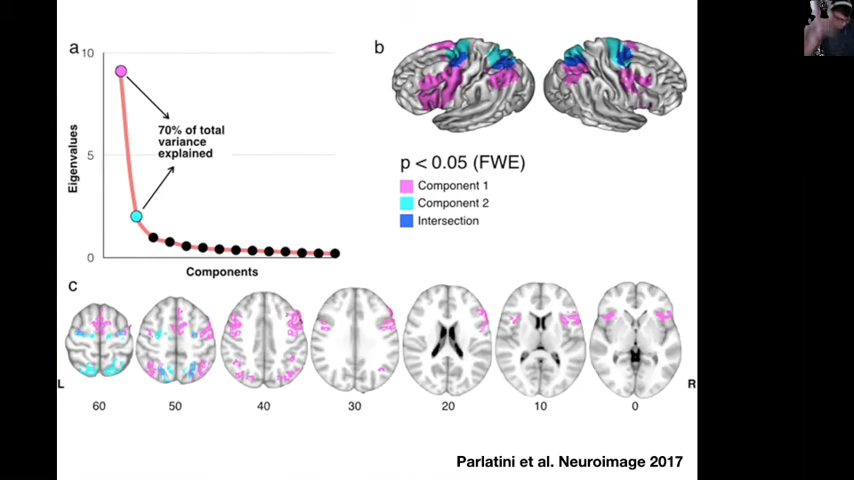 a
10
5
0
Eigenvalues
Components
70% of total
variance
explained
b
p < 0.05 (FWE)
Component 1
Component 2
Intersection
c
L
R
60 50 40 30 20 10 0
Parlatini et al. Neuroimage 2017